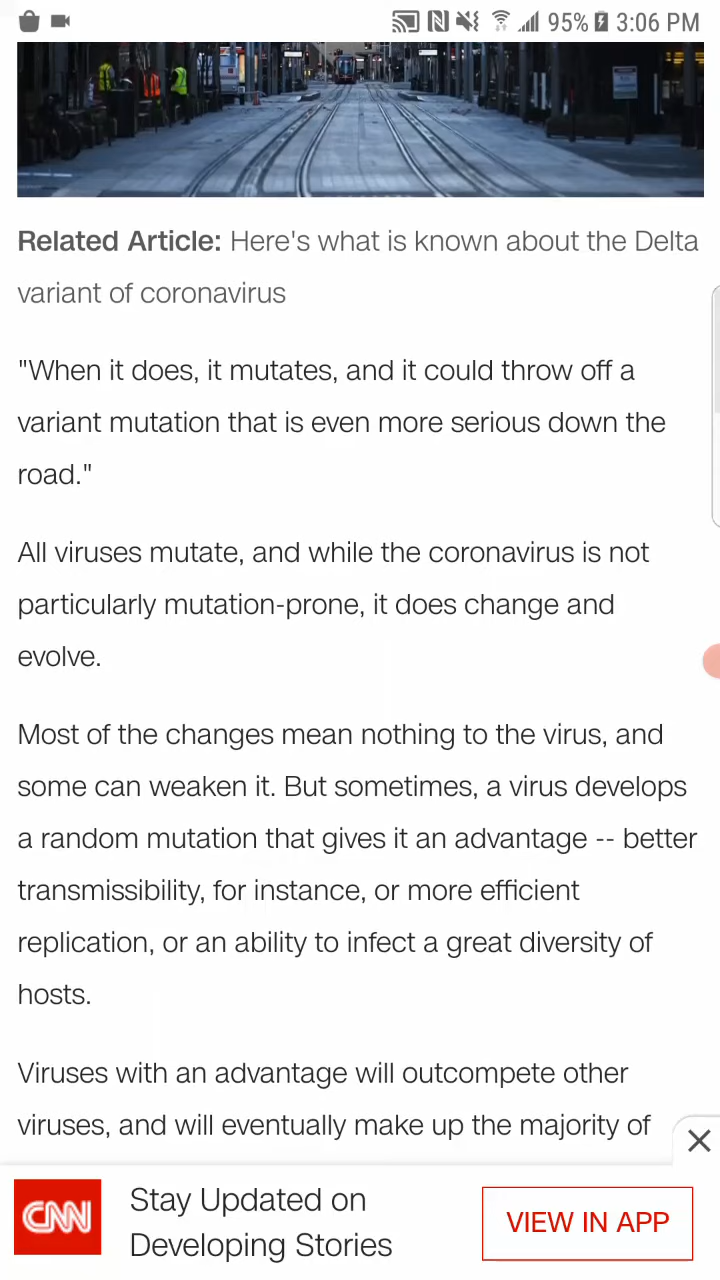 95% 3:06 PM
Related Article: Here's what is known about the Delta
variant of coronavirus
"When it does, it mutates, and it could throw off a
variant mutation that is even more serious down the
road."
All viruses mutate, and while the coronavirus is not
particularly mutation-prone, it does change and
evolve.
Most of the changes mean nothing to the virus, and
some can weaken it. But sometimes, a virus develops
a random mutation that gives it an advantage -- better
transmissibility, for instance, or more efficient
replication, or an ability to infect a great diversity of
hosts.
Viruses with an advantage will outcompete other
viruses, and will eventually make up the majority of
CNN
Stay Updated on
Developing Stories
VIEW IN APP